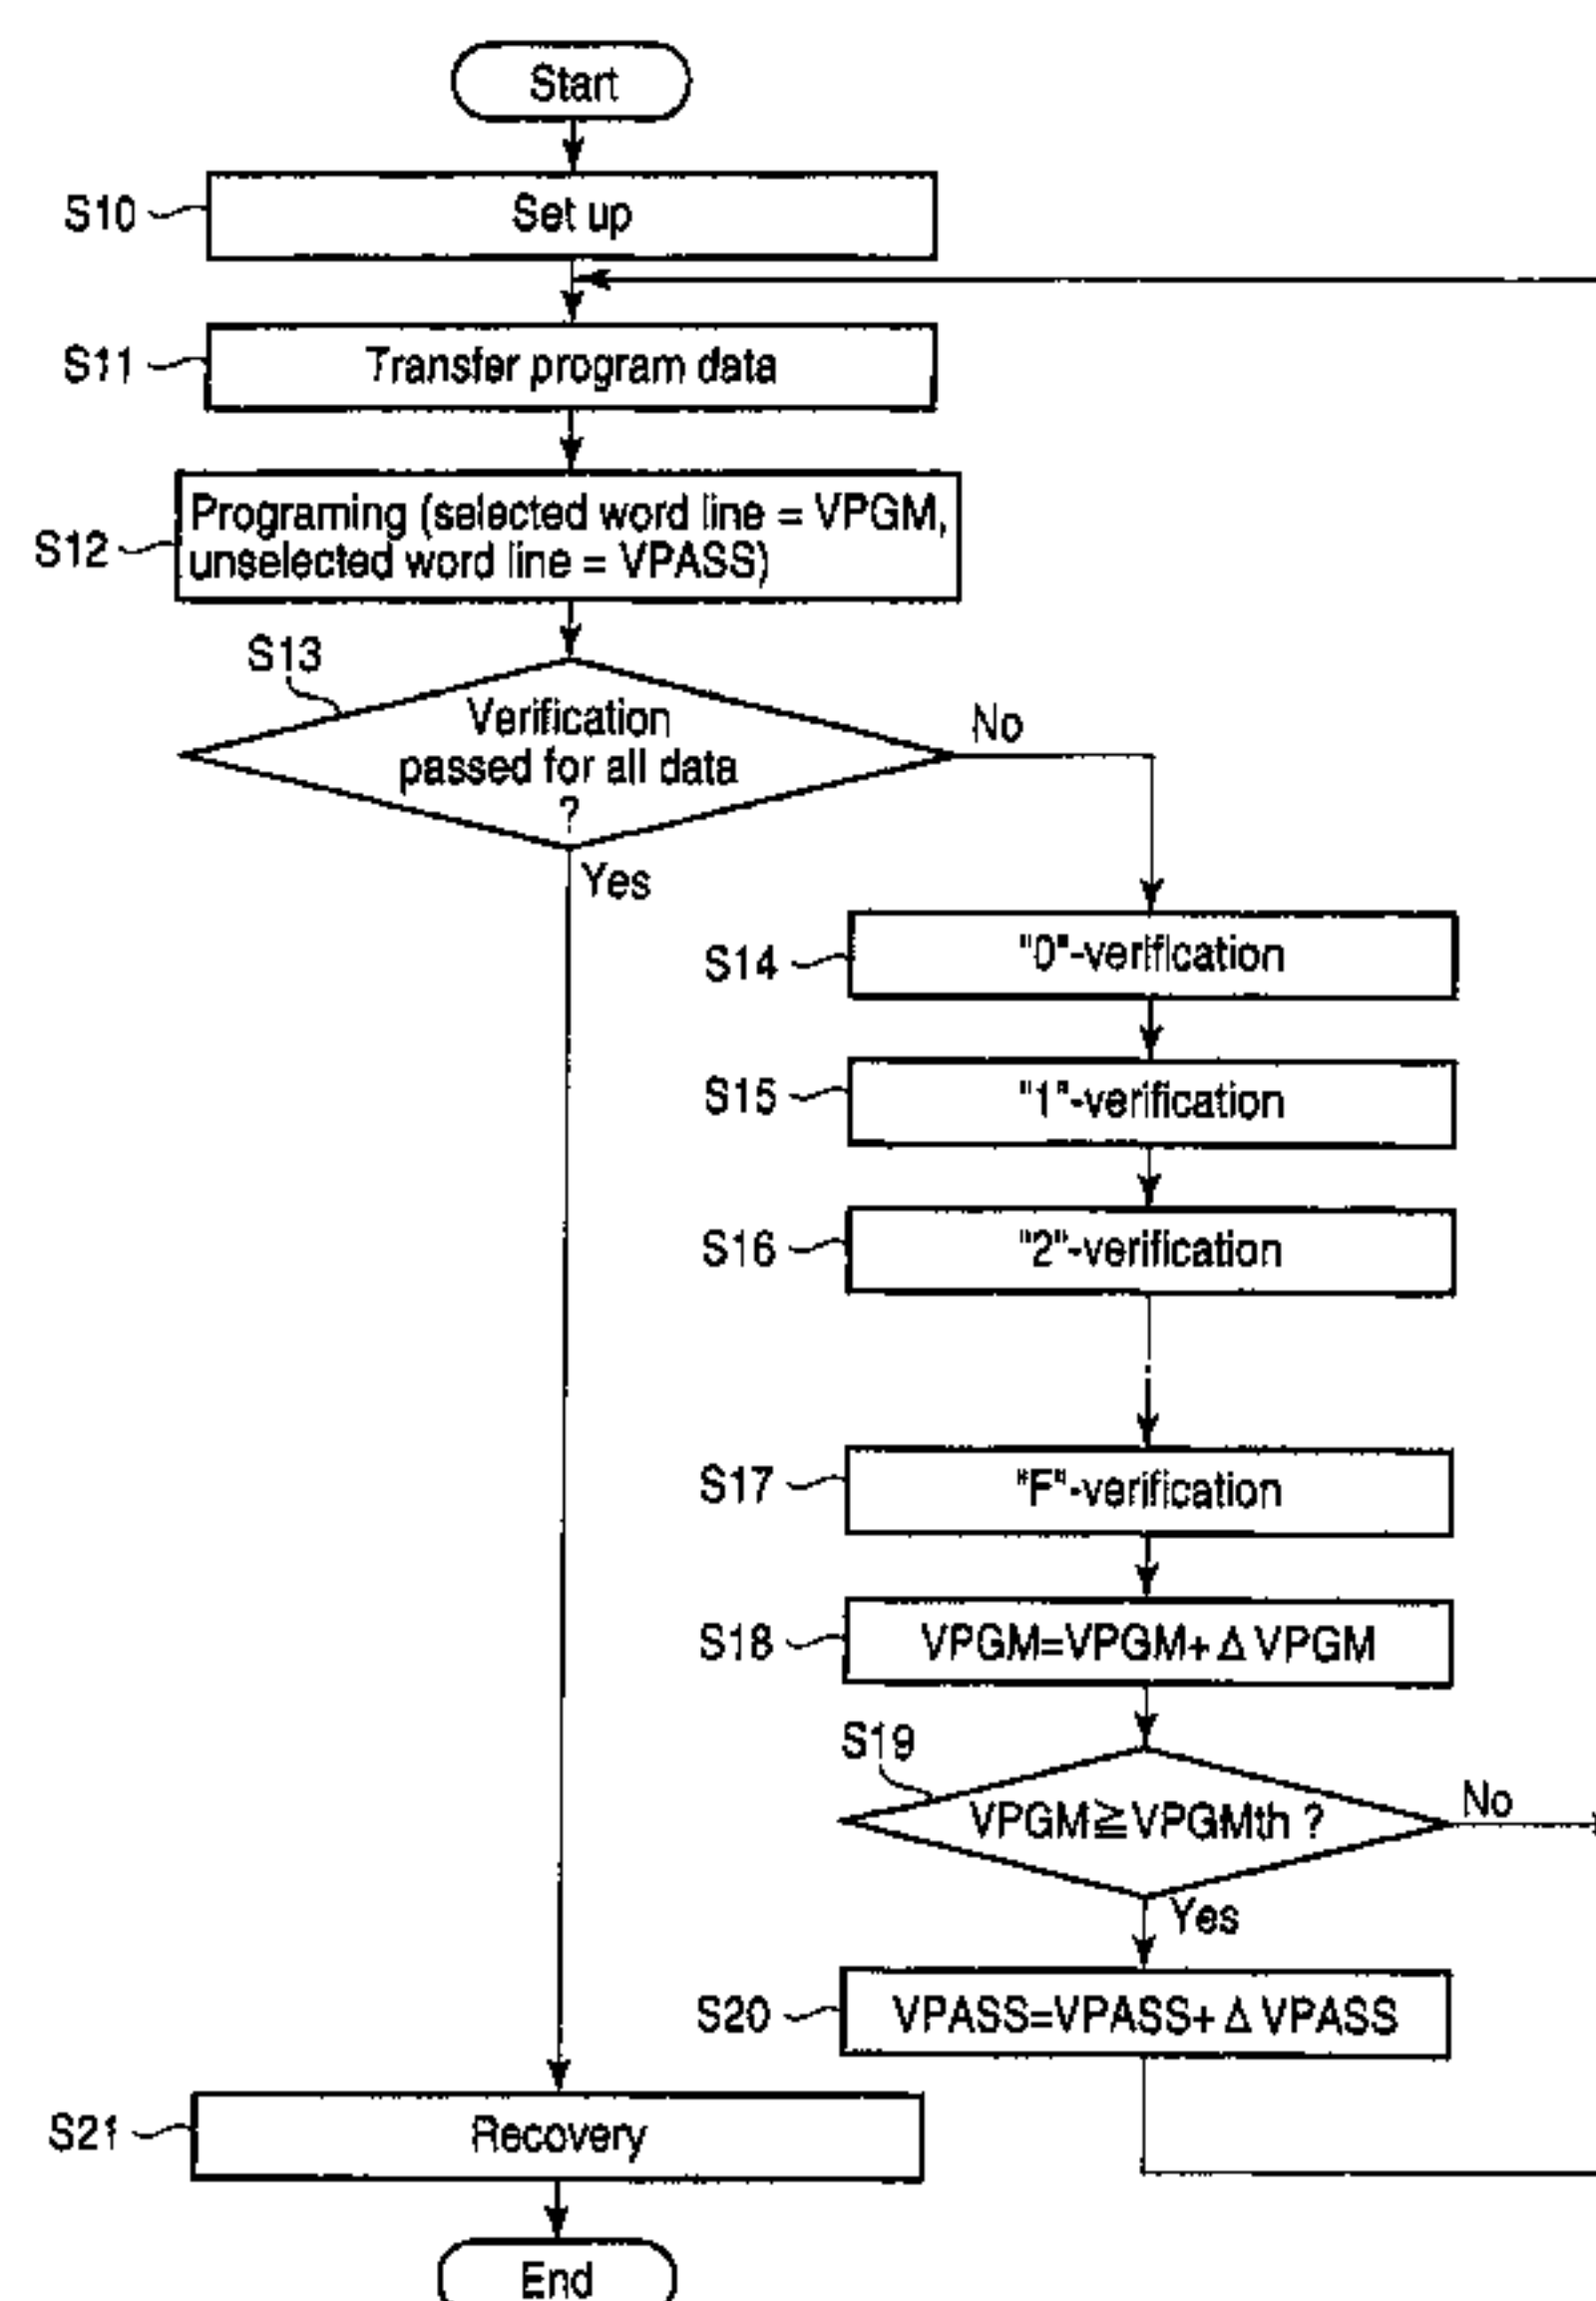 Start
S10
Set up
S11
Transfer program data
S12
Programing (selected word line = VPGM,
unselected word line = VPASS)
S13
Verification
passed for all data
?
No
Yes
S14
"0"-verification
S15
"1"-verification
S16
"2"-verification
S17
"F"-verification
S18
VPGM=VPGM+ Δ VPGM
S19
VPGM≧VPGMth ?
No
Yes
S20
VPASS=VPASS+ Δ VPASS
S21
Recovery
End